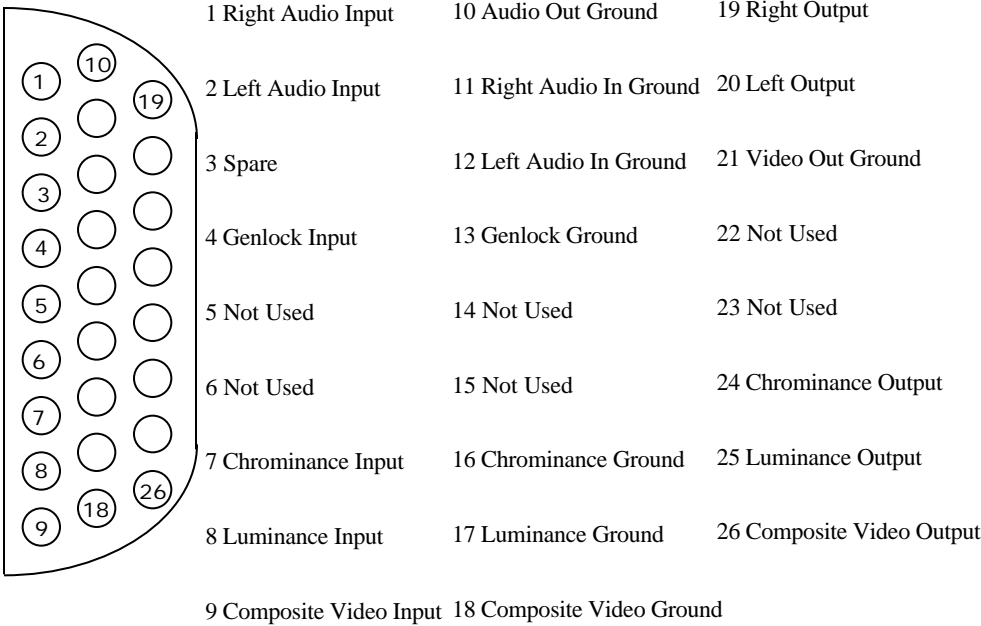 1 Right Audio Input 10 Audio Out Ground 19 Right Output
10
1
19
2 Left Audio Input 11 Right Audio In Ground 20 Left Output
2
3 Spare 12 Left Audio In Ground 21 Video Out Ground
3
4 Genlock Input 13 Genlock Ground 22 Not Used
4
5 Not Used 14 Not Used 23 Not Used
5
6
6 Not Used 15 Not Used 24 Chrominance Output
7
7 Chrominance Input 16 Chrominance Ground 25 Luminance Output
8
26
18
9
8 Luminance Input 17 Luminance Ground 26 Composite Video Output
9 Composite Video Input 18 Composite Video Ground